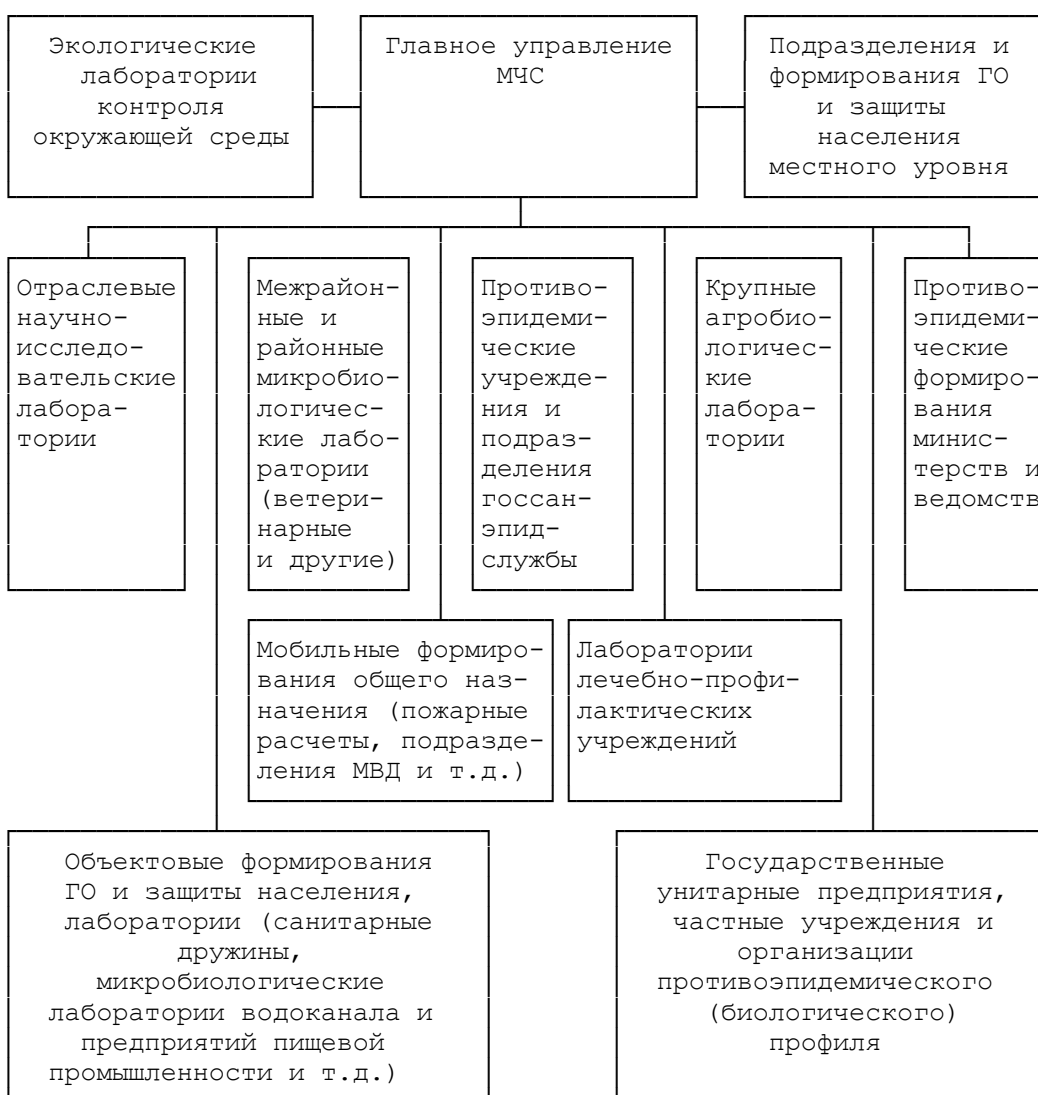 Экологические
лаборатории
контроля
окружающей среды
Главное управление
МЧС
Подразделения и
формирования ГО
и защиты
населения
местного уровня
Отраслевые
научно-
исследо-
вательские
лабора-
тории
Межрайон-
ные и
районные
микробио-
логичес-
кие лабо-
ратории
(ветери-
нарные
и другие)
Противо-
эпидеми-
ческие
учрежде-
ния и
подраз-
деления
госсан-
эпид-
службы
Крупные
агробио-
логичес-
кие
лабора-
тории
Противо-
эпидеми-
ческие
формиро-
вания
минис-
терств и
ведомств
Мобильные формиро-
вания общего наз-
начения (пожарные
расчеты, подразде-
ления МВД и т.д.)
Лаборатории
лечебно-профи-
лактических
учреждений
Объектовые формирования
ГО и защиты населения,
лаборатории (санитарные
дружины,
микробиологические
лаборатории водоканала и
предприятий пищевой
промышленности и т.д.)
Государственные
унитарные предприятия,
частные учреждения и
организации
противоэпидемического
(биологического)
профиля